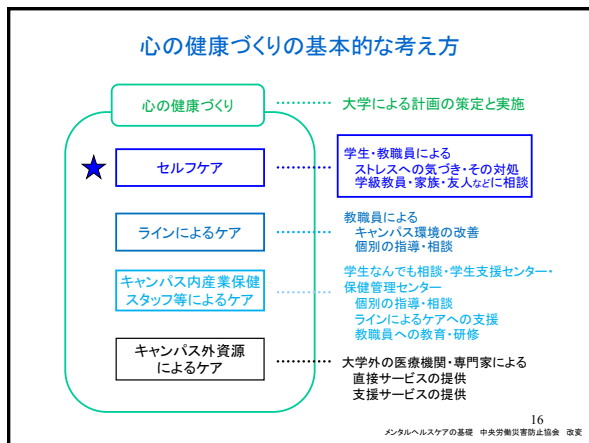 心の健康づくりの基本的な考え方
心の健康づくり ………… 大学による計画の策定と実施
★ セルフケア ………… 学生・教職員による
ストレスへの気づき・その対処
学級教員・家族・友人などに相談
ラインによるケア ………… 教職員による
キャンパス環境の改善
個別の指導・相談
キャンパス内産業保健
スタッフ等によるケア ………… 学生なんでも相談・学生支援センター・
保健管理センター
個別の指導・相談
ラインによるケアへの支援
教職員への教育・研修
キャンパス外資源
によるケア ………… 大学外の医療機関・専門家による
直接サービスの提供
支援サービスの提供
16
メンタルヘルスケアの基礎 中央労働災害防止協会 改変